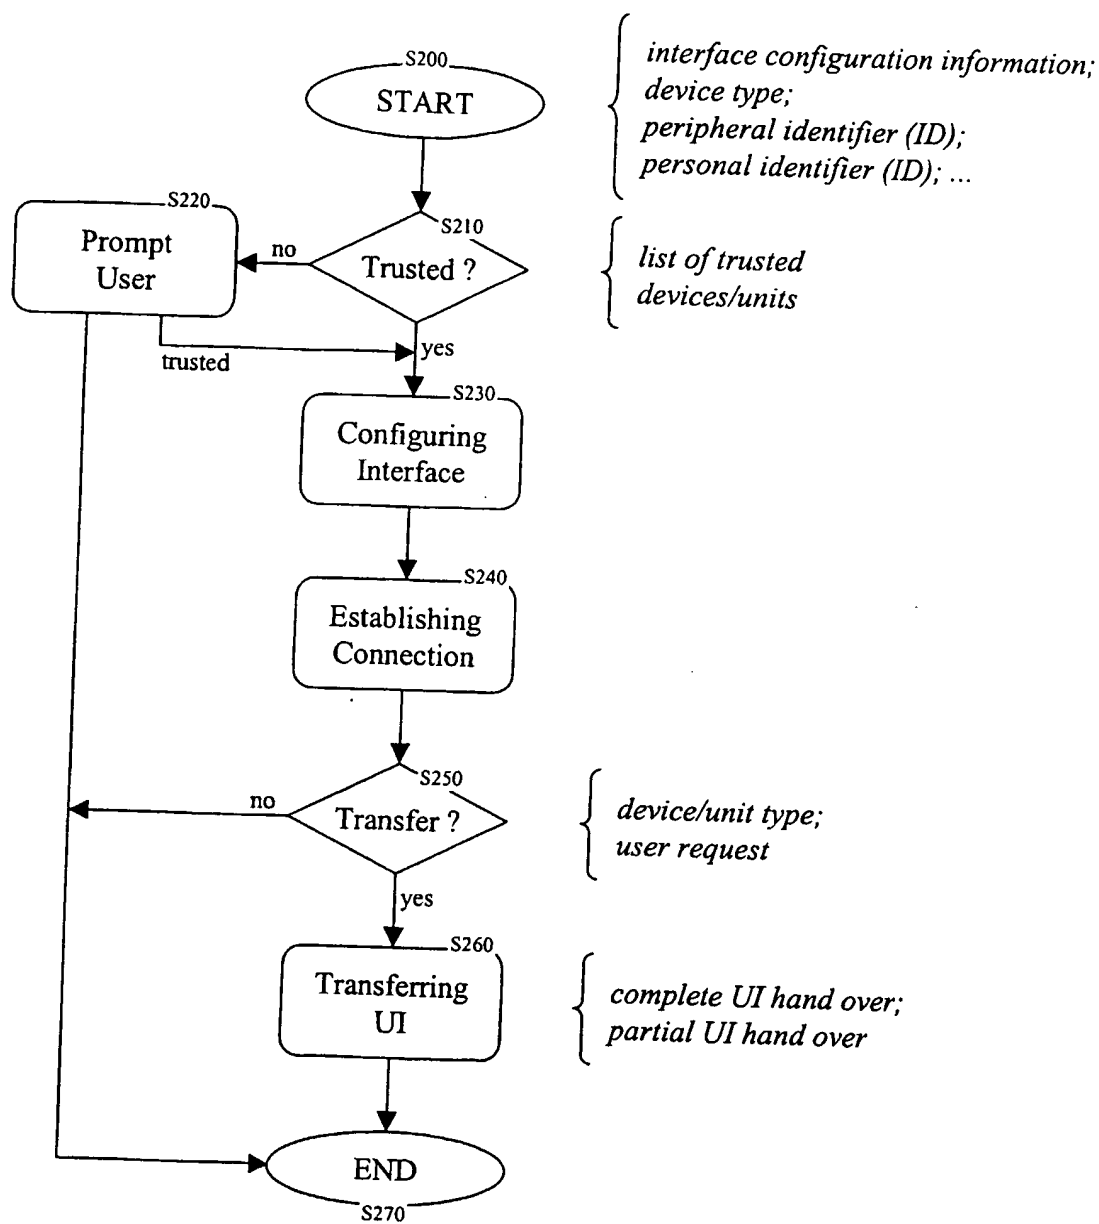 S200
START
interface configuration information;
device type;
peripheral identifier (ID);
personal identifier (ID); ...
S220
Prompt
User
no
S210
Trusted ?
list of trusted
devices/units
trusted
yes
S230
Configuring
Interface
S240
Establishing
Connection
S250
no
Transfer ?
device/unit type;
user request
yes
S260
Transferring
UI
complete UI hand over;
partial UI hand over
END
S270